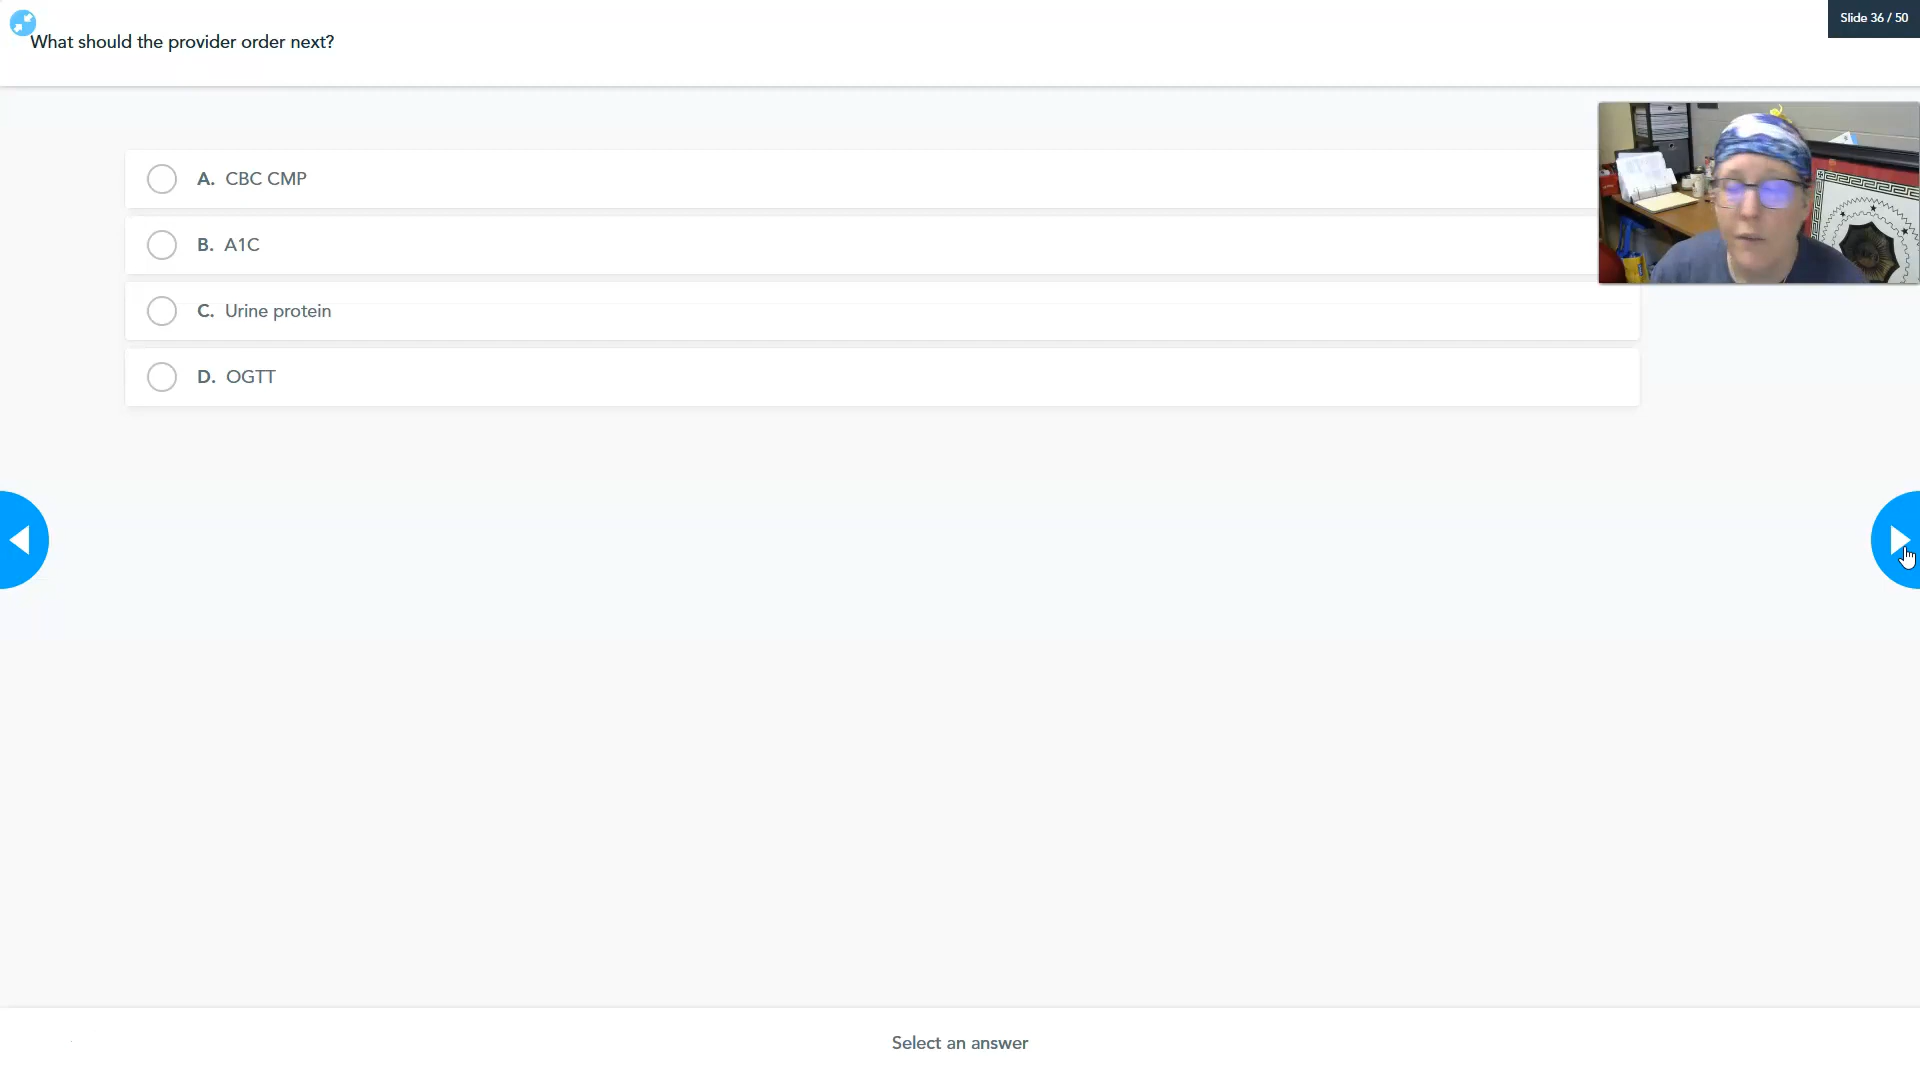 Slide 36 / 50
What should the provider order next?
A. CBC CMP
B. A1C
C. Urine protein
D. OGTT
Select an answer